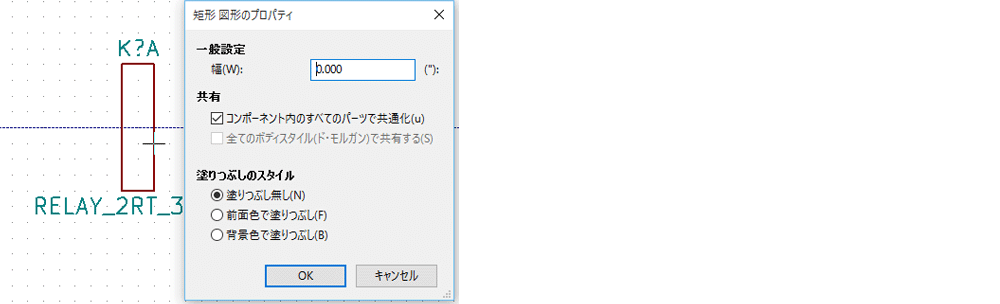 K?A
RELAY_2RT_3
矩形 図形のプロパティ
一般設定
幅(W):
0.000
("):
共有
コンポーネント内のすべてのパーツで共通化(u)
全てのボディスタイル(ド・モルガン)で共有する(S)
塗りつぶしのスタイル
塗りつぶし無し(N)
前面色で塗りつぶし(F)
背景色で塗りつぶし(B)
OK
キャンセル